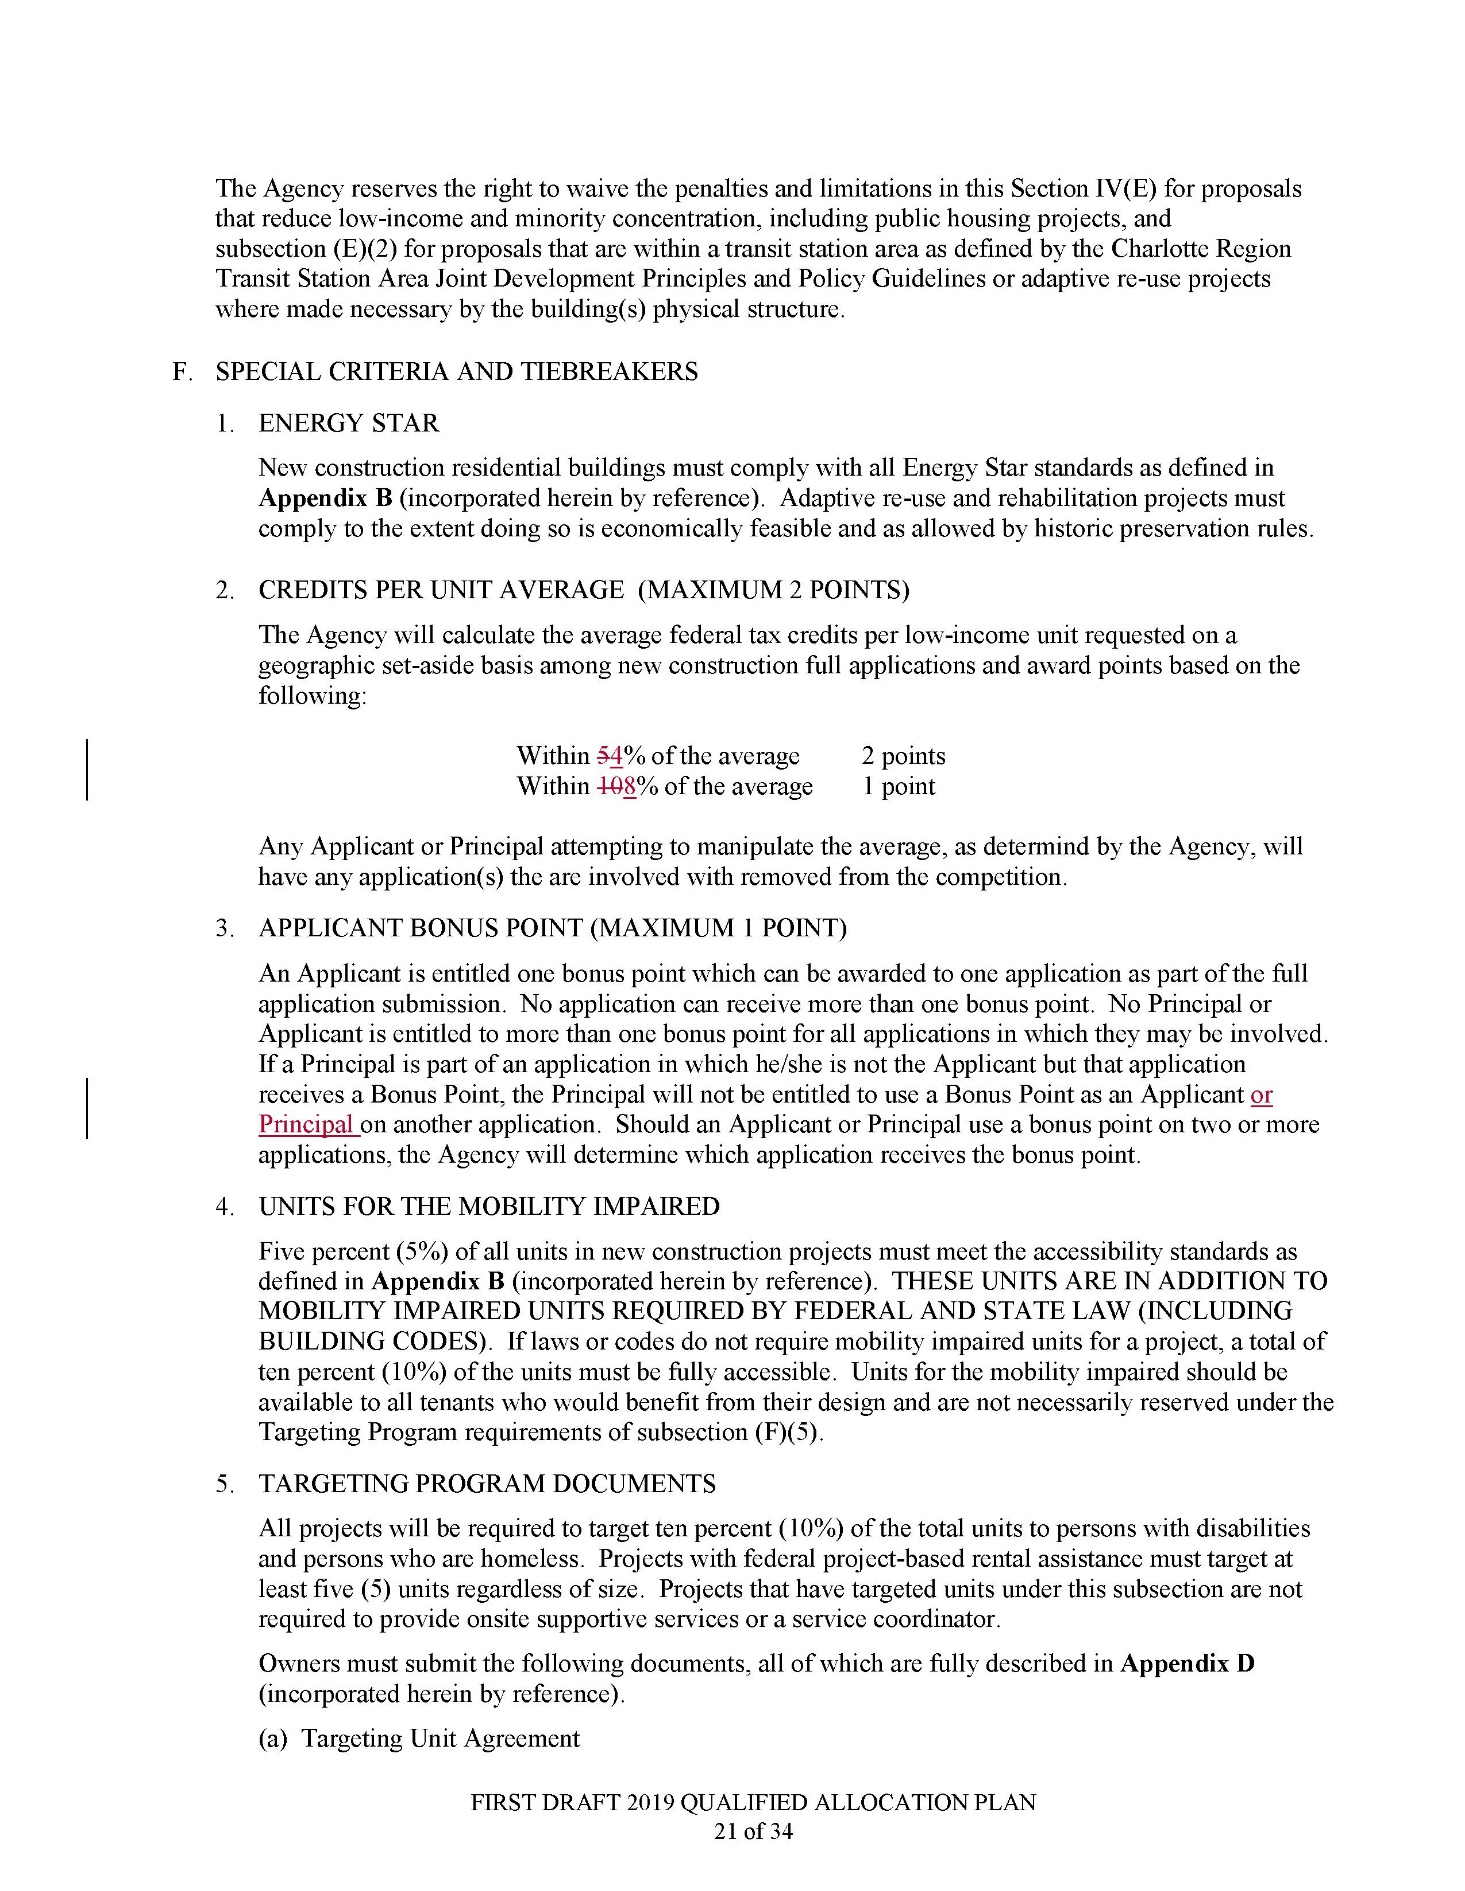 The Agency reserves the right to waive the penalties and limitations in this Section IV(E) for proposals
that reduce low-income and minority concentration, including public housing projects, and
subsection (E)(2) for proposals that are within a transit station area as defined by the Charlotte Region
Transit Station Area Joint Development Principles and Policy Guidelines or adaptive re-use projects
where made necessary by the building(s) physical structure.
F. SPECIAL CRITERIA AND TIEBREAKERS
1. ENERGY STAR
New construction residential buildings must comply with all Energy Star standards as defined in
Appendix B (incorporated herein by reference). Adaptive re-use and rehabilitation projects must
comply to the extent doing so is economically feasible and as allowed by historic preservation rules.
2. CREDITS PER UNIT AVERAGE (MAXIMUM 2 POINTS)
The Agency will calculate the average federal tax credits per low-income unit requested on a
geographic set-aside basis among new construction full applications and award points based on the
following:
Within 54% of the average 2 points
Within 108% of the average 1 point
Any Applicant or Principal attempting to manipulate the average, as determind by the Agency, will
have any application(s) the are involved with removed from the competition.
3. APPLICANT BONUS POINT (MAXIMUM 1 POINT)
An Applicant is entitled one bonus point which can be awarded to one application as part of the full
application submission. No application can receive more than one bonus point. No Principal or
Applicant is entitled to more than one bonus point for all applications in which they may be involved.
If a Principal is part of an application in which he/she is not the Applicant but that application
receives a Bonus Point, the Principal will not be entitled to use a Bonus Point as an Applicant or
Principal on another application. Should an Applicant or Principal use a bonus point on two or more
applications, the Agency will determine which application receives the bonus point.
4. UNITS FOR THE MOBILITY IMPAIRED
Five percent (5%) of all units in new construction projects must meet the accessibility standards as
defined in Appendix B (incorporated herein by reference). THESE UNITS ARE IN ADDITION TO
MOBILITY IMPAIRED UNITS REQUIRED BY FEDERAL AND STATE LAW (INCLUDING
BUILDING CODES). If laws or codes do not require mobility impaired units for a project, a total of
ten percent (10%) of the units must be fully accessible. Units for the mobility impaired should be
available to all tenants who would benefit from their design and are not necessarily reserved under the
Targeting Program requirements of subsection (F)(5).
5. TARGETING PROGRAM DOCUMENTS
All projects will be required to target ten percent (10%) of the total units to persons with disabilities
and persons who are homeless. Projects with federal project-based rental assistance must target at
least five (5) units regardless of size. Projects that have targeted units under this subsection are not
required to provide onsite supportive services or a service coordinator.
Owners must submit the following documents, all of which are fully described in Appendix D
(incorporated herein by reference).
(a) Targeting Unit Agreement
FIRST DRAFT 2019 QUALIFIED ALLOCATION PLAN
21 of 34